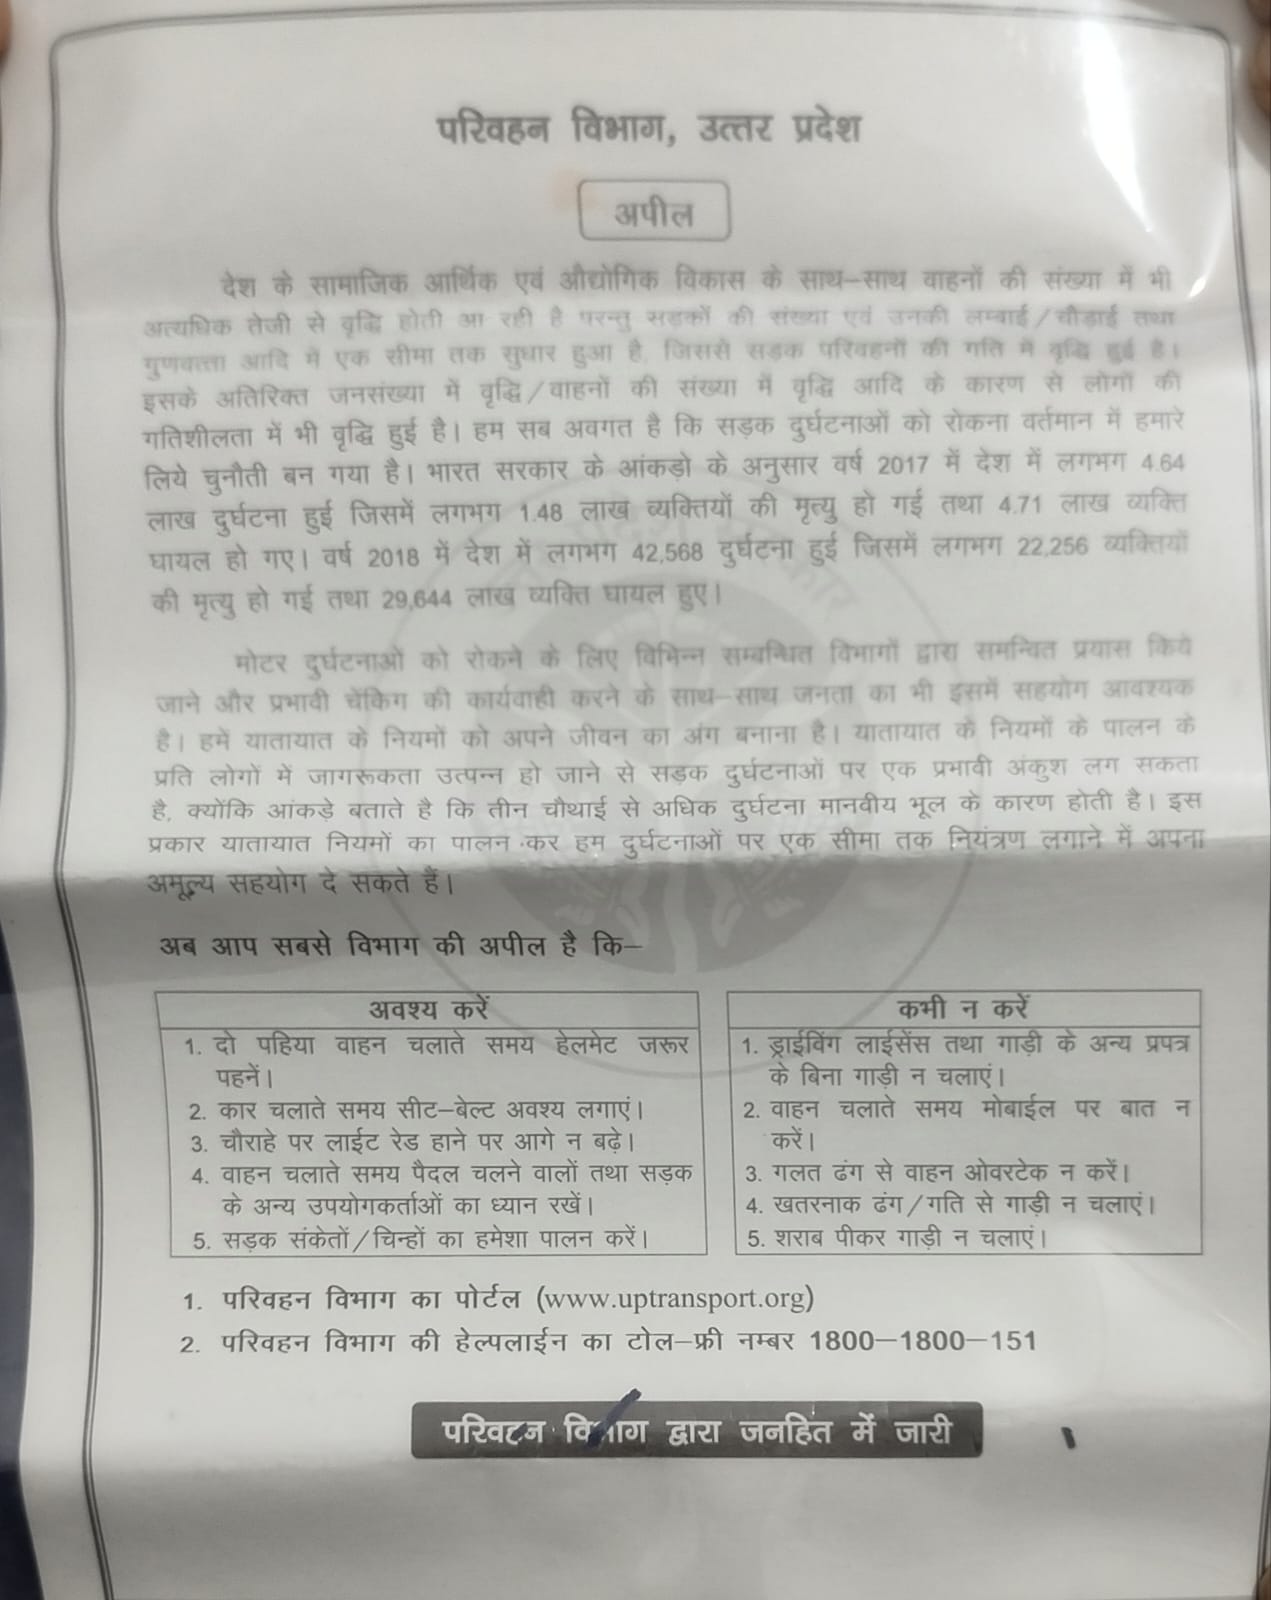 परिवहन विभाग, उत्तर प्रदेश
अपील
देश के सामाजिक आर्थिक एवं औद्योगिक विकास के साथ–साथ वाहनों की संख्या में भी
अत्यधिक तेजी से वृद्धि होती आ रही है परन्तु सड़कों की संख्या एवं उनकी लम्बाई/चौड़ाई तथा
गुणवत्ता आदि में एक सीमा तक सुधार हुआ है, जिससे सड़क परिवहनों की गति में वृद्धि हुई है।
इसके अतिरिक्त जनसंख्या में वृद्धि/वाहनों की संख्या में वृद्धि आदि के कारण से लोगों की
गतिशीलता में भी वृद्धि हुई है। हम सब अवगत है कि सड़क दुर्घटनाओं को रोकना वर्तमान में हमारे
लिये चुनौती बन गया है। भारत सरकार के आंकड़ो के अनुसार वर्ष 2017 में देश में लगभग 4.64
लाख दुर्घटना हुई जिसमें लगभग 1.48 लाख व्यक्तियों की मृत्यु हो गई तथा 4.71 लाख व्यक्ति
घायल हो गए। वर्ष 2018 में देश में लगभग 42,568 दुर्घटना हुई जिसमें लगभग 22,256 व्यक्तियों
की मृत्यु हो गई तथा 29,644 लाख व्यक्ति घायल हुए।
मोटर दुर्घटनाओं को रोकने के लिए विभिन्न सम्बन्धित विभागों द्वारा समन्वित प्रयास किये
जाने और प्रभावी चेंकिग की कार्यवाही करने के साथ–साथ जनता का भी इसमें सहयोग आवश्यक
है। हमें यातायात के नियमों को अपने जीवन का अंग बनाना है। यातायात के नियमों के पालन के
प्रति लोगों में जागरूकता उत्पन्न हो जाने से सड़क दुर्घटनाओं पर एक प्रभावी अंकुश लग सकता
है, क्योंकि आंकड़े बताते है कि तीन चौथाई से अधिक दुर्घटना मानवीय भूल के कारण होती है। इस
प्रकार यातायात नियमों का पालन कर हम दुर्घटनाओं पर एक सीमा तक नियंत्रण लगाने में अपना
अमूल्य सहयोग दे सकते हैं।
अब आप सबसे विभाग की अपील है कि–
अवश्य करें
1. दो पहिया वाहन चलाते समय हेलमेट जरूर
पहनें।
2. कार चलाते समय सीट–बेल्ट अवश्य लगाएं।
3. चौराहे पर लाईट रेड हाने पर आगे न बढ़े।
4. वाहन चलाते समय पैदल चलने वालों तथा सड़क
के अन्य उपयोगकर्ताओं का ध्यान रखें।
5. सड़क संकेतों/चिन्हों का हमेशा पालन करें।
कभी न करें
1. ड्राईविंग लाईसेंस तथा गाड़ी के अन्य प्रपत्र
के बिना गाड़ी न चलाएं।
2. वाहन चलाते समय मोबाईल पर बात न
करें।
3. गलत ढंग से वाहन ओवरटेक न करें।
4. खतरनाक ढंग/गति से गाड़ी न चलाएं।
5. शराब पीकर गाड़ी न चलाएं।
1. परिवहन विभाग का पोर्टल (www.uptransport.org)
2. परिवहन विभाग की हेल्पलाईन का टोल–फ्री नम्बर 1800–1800–151
परिवहन विभाग द्वारा जनहित में जारी